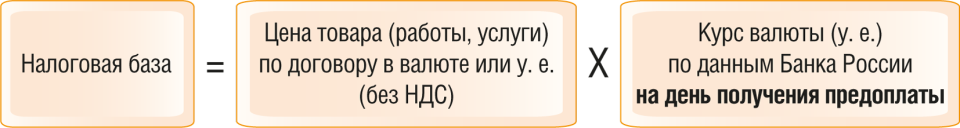 Налоговая база
=
Цена товара (работы, услуги)
по договору в валюте или у. е.
(без НДС)
X
Курс валюты (у. е.)
по данным Банка России
на день получения предоплаты